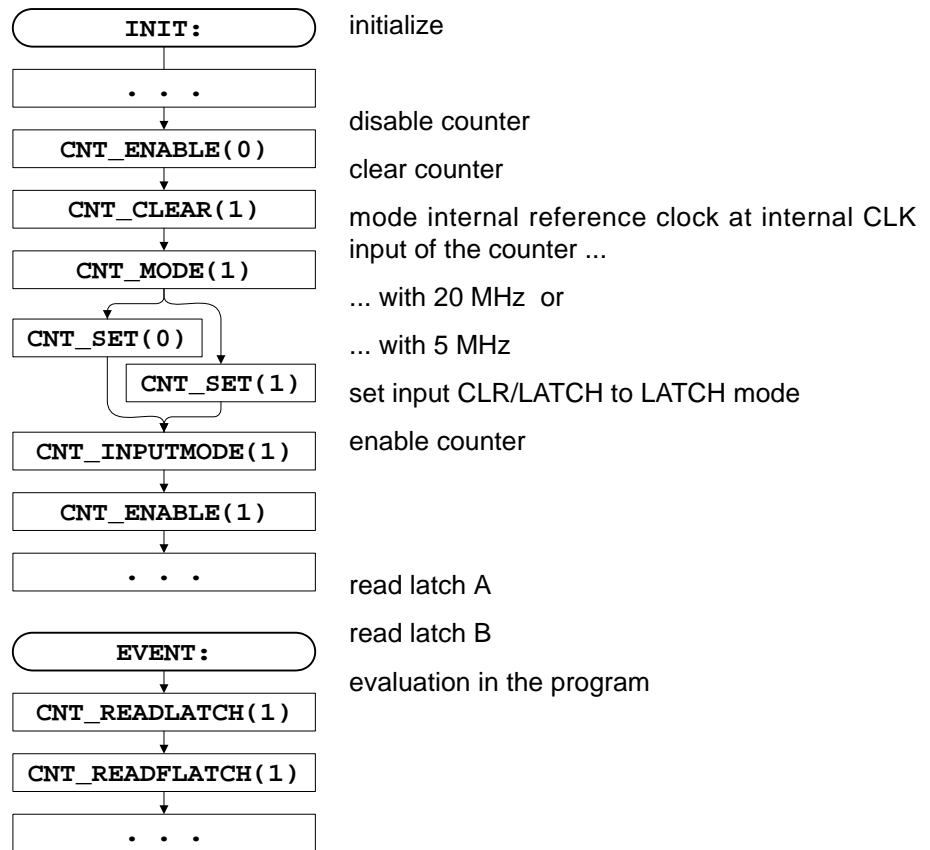 INIT:
initialize
. . .
disable counter
CNT_ENABLE(0)
clear counter
CNT_CLEAR(1)
mode internal reference clock at internal CLK
input of the counter ...
CNT_MODE(1)
... with 20 MHz or
CNT_SET(0)
... with 5 MHz
CNT_SET(1)
set input CLR/LATCH to LATCH mode
CNT_INPUTMODE(1)
enable counter
CNT_ENABLE(1)
. . .
read latch A
read latch B
EVENT:
evaluation in the program
CNT_READLATCH(1)
CNT_READFLATCH(1)
. . .